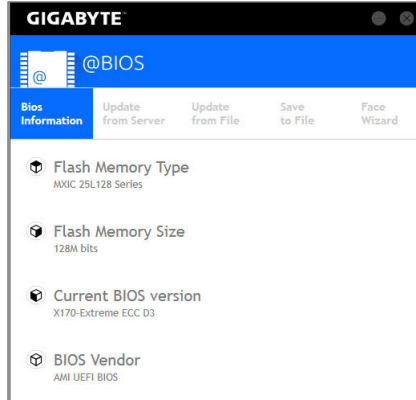 GIGABYTE™
@ @BIOS
Bios Information
Update from Server
Update from File
Save to File
Face Wizard
Flash Memory Type
MXIC 25L128 Series
Flash Memory Size
128M bits
Current BIOS version
X170-Extreme ECC D3
BIOS Vendor
AMI UEFI BIOS